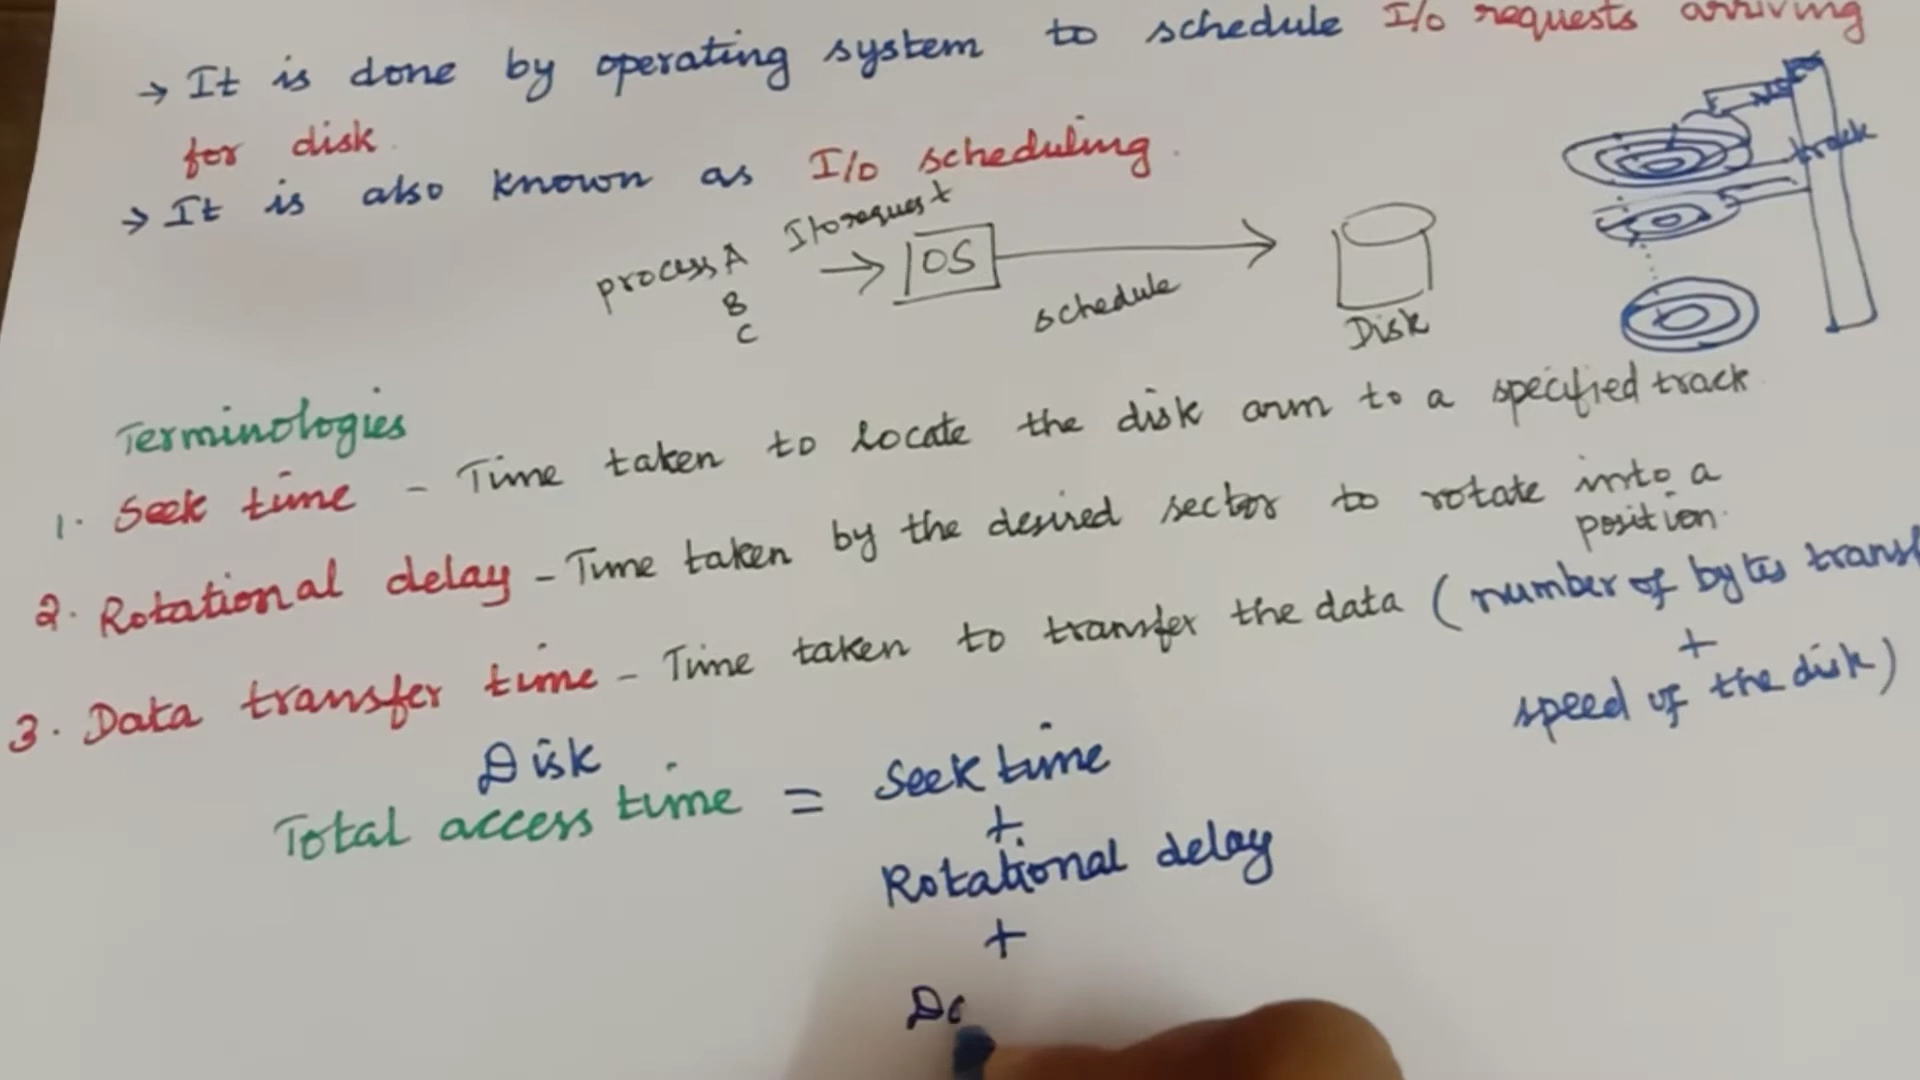 → It is done by operating system to schedule I/o requests arriving
for disk.
→ It is also known as I/o scheduling.
process A I/o request → OS schedule Disk
B
C
track
Terminologies
1. Seek time - Time taken to locate the disk arm to a specified track
2. Rotational delay - Time taken by the desired sector to rotate into a
position.
3. Data transfer time - Time taken to transfer the data (number of bytes transf
+
speed of the disk)
Disk
Total access time = Seek time
+
Rotational delay
+
Da